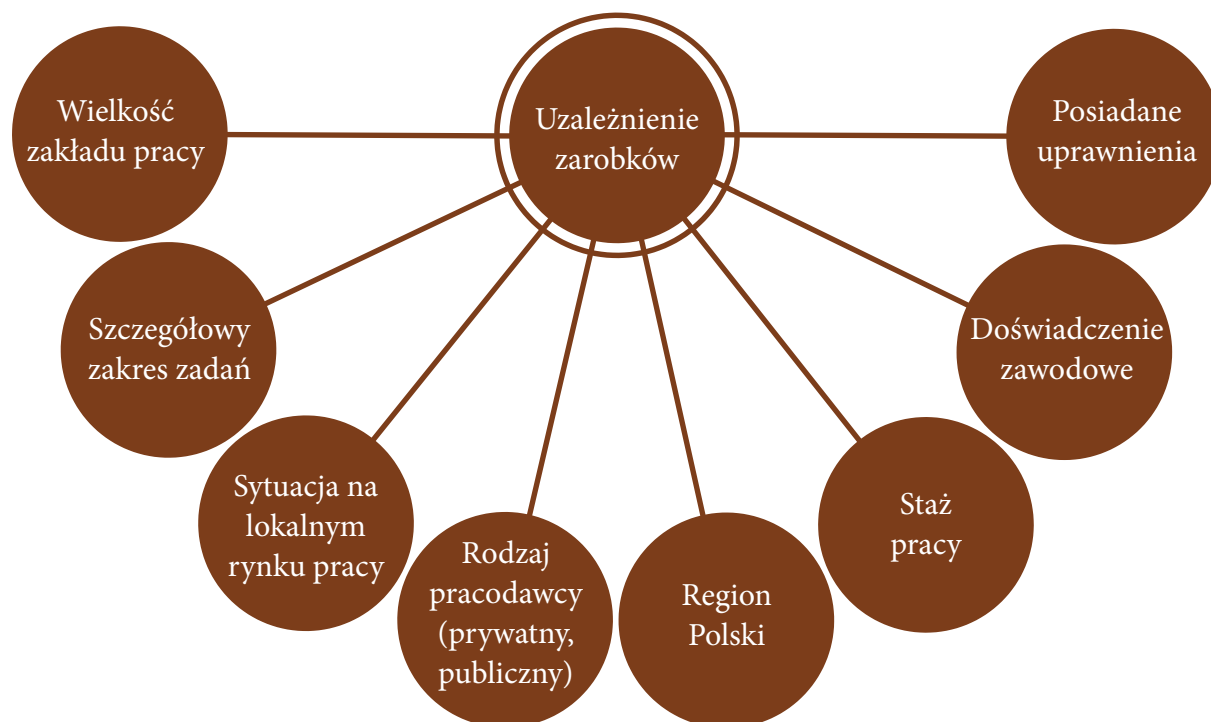 Uzależnienie
zarobków
Wielkość
zakładu pracy
Szczegółowy
zakres zadań
Sytuacja na
lokalnym
rynku pracy
Rodzaj
pracodawcy
(prywatny,
publiczny)
Region
Polski
Staż
pracy
Doświadczenie
zawodowe
Posiadane
uprawnienia